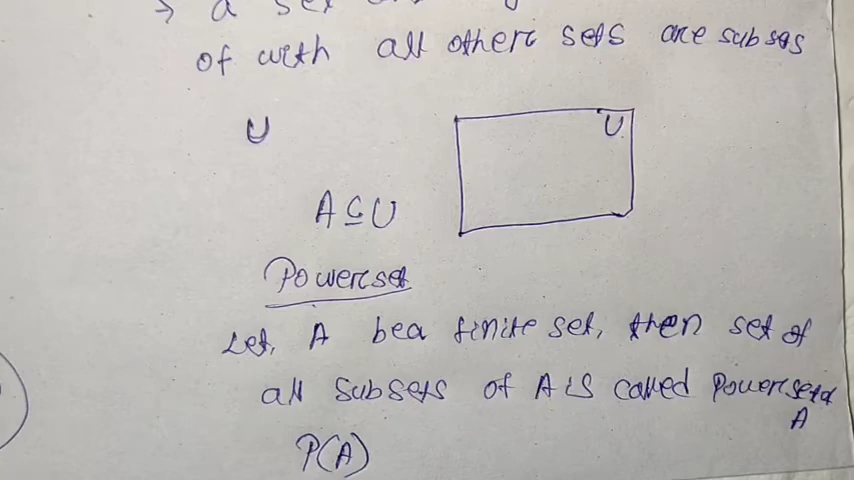 → a set
of with all other sets are subsets
U
U
A ⊆ U
Powerset
Let, A be a finite set, then set of
all subsets of A is called Powerset of
A
P(A)